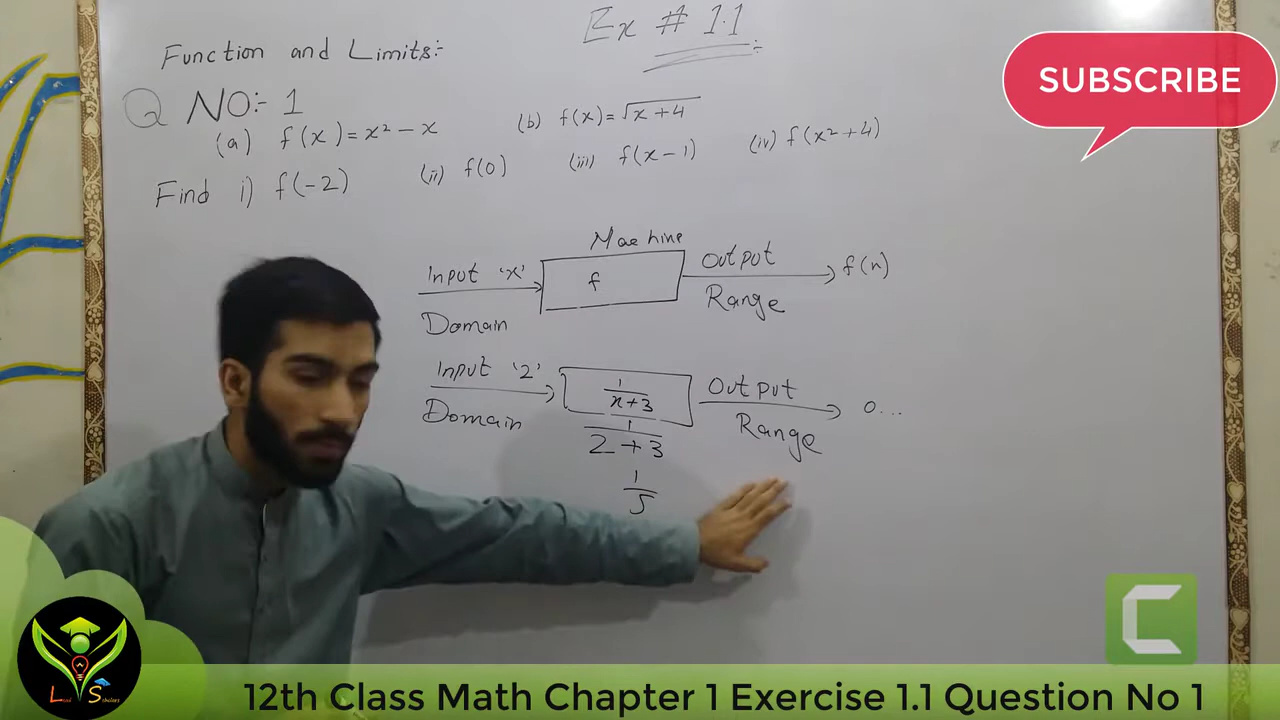 Ex # 1.1 :-
Function and Limits:-
SUBSCRIBE
Q NO:- 1
(a) f(x)=x² – x (b) f(x)=√x+4
Find i) f(-2) (ii) f(0) (iii) f(x-1) (iv) f(x²+4)
Machine
Input 'x' f Output f(x)
Domain Range
Input '2' 1/x+3 Output 0...
Domain 1/2+3 Range
1/5
12th Class Math Chapter 1 Exercise 1.1 Question No 1